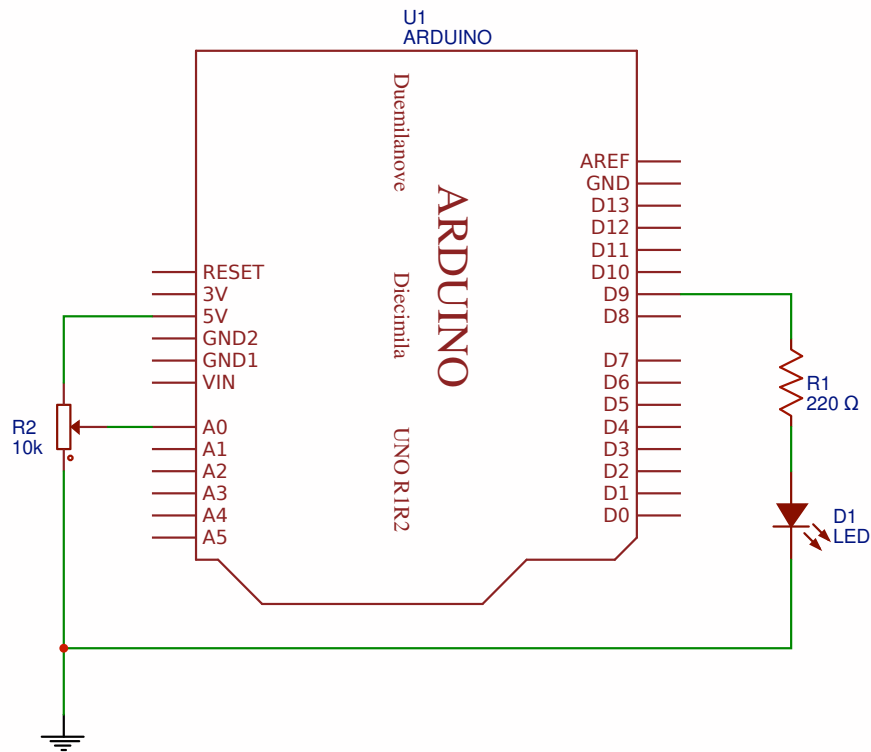 U1
ARDUINO
Duemilanove
ARDUINO
Diecimila
UNO R1R2
RESET
3V
5V
GND2
GND1
VIN
A0
A1
A2
A3
A4
A5
AREF
GND
D13
D12
D11
D10
D9
D8
D7
D6
D5
D4
D3
D2
D1
D0
R2
10k
R1
220 Ω
D1
LED